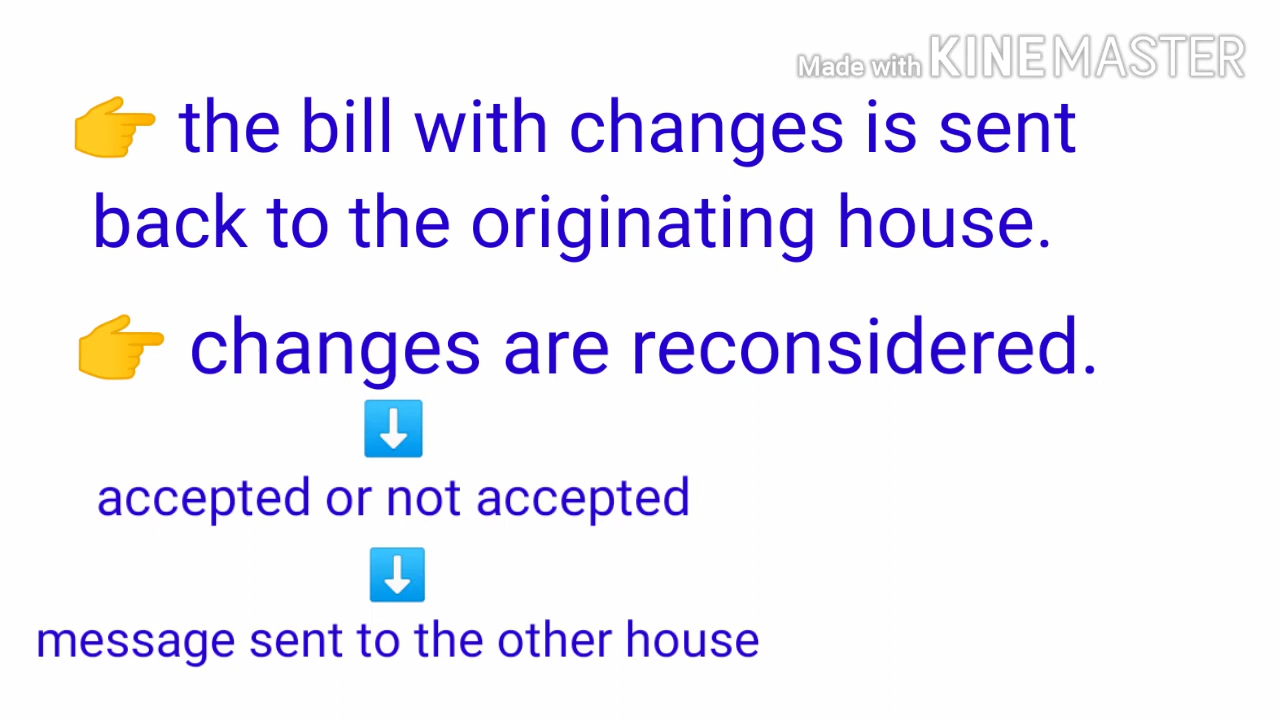 Made with KINEMASTER
👉 the bill with changes is sent
back to the originating house.
👉 changes are reconsidered.
⬇️
accepted or not accepted
⬇️
message sent to the other house